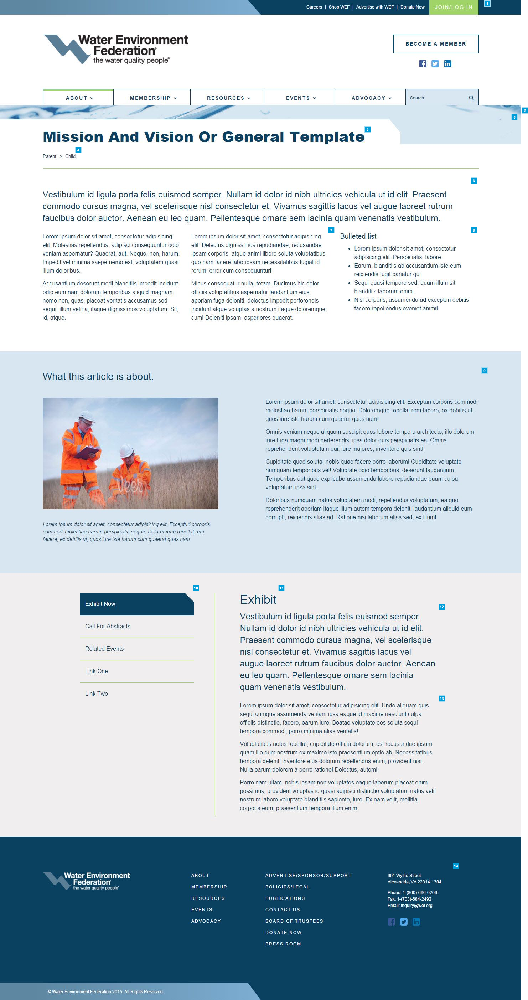 Careers | Shop WEF | Advertise with WEF | Donate Now JOIN/LOG IN 1
Water Environment
Federation®
the water quality people®
BECOME A MEMBER
ABOUT MEMBERSHIP RESOURCES EVENTS ADVOCACY Search
2
5
Mission And Vision Or General Template 3
4
Parent > Child
6
Vestibulum id ligula porta felis euismod semper. Nullam id dolor id nibh ultricies vehicula ut id elit. Praesent
commodo cursus magna, vel scelerisque nisl consectetur et. Vivamus sagittis lacus vel augue laoreet rutrum
faucibus dolor auctor. Aenean eu leo quam. Pellentesque ornare sem lacinia quam venenatis vestibulum.
Lorem ipsum dolor sit amet, consectetur adipisicing
elit. Molestias repellendus, adipisci consequuntur odio
veniam aspernatur? Quaerat, aut. Neque, non, harum.
Impedit vel minima saepe nemo est, voluptatem quasi
illum doloribus.
Accusantium deserunt modi blanditiis impedit incidunt
odio eum nam dolorum temporibus aliquid magnam
nemo non, quas, placeat veritatis accusamus sed
sequi, illum velit a, itaque dignissimos voluptatum. Sit,
id, atque.
7
Lorem ipsum dolor sit amet, consectetur adipisicing
elit. Delectus dignissimos repudiandae, recusandae
ipsam corporis, atque animi libero soluta voluptatibus
quo nam facere laboriosam necessitatibus fugiat id
rerum, error cum consequuntur!
Minus consequatur nulla, totam. Ducimus hic dolor
officiis voluptatibus aspernatur laudantium eius
aperiam fuga deleniti, delectus impedit perferendis
incidunt atque voluptas a nostrum itaque doloremque,
cum! Deleniti ipsam, asperiores quaerat.
8
Bulleted list
• Lorem ipsum dolor sit amet, consectetur
adipisicing elit. Perspiciatis, labore.
• Earum, blanditiis ab accusantium iste eum
reiciendis fugit pariatur qui.
• Sequi quasi tempore sed, quam illum sit
blanditiis laborum enim.
• Nisi corporis, assumenda ad excepturi debitis
facere repellendus eveniet animi!
9
What this article is about.
Veer
Lorem ipsum dolor sit amet, consectetur adipisicing elit. Excepturi corporis
commodi molestiae harum perspiciatis neque. Doloremque repellat rem
facere, ex debitis ut, quos iure iste harum cum quaerat quas nam.
Lorem ipsum dolor sit amet, consectetur adipisicing elit. Excepturi corporis commodi
molestiae harum perspiciatis neque. Doloremque repellat rem facere, ex debitis ut,
quos iure iste harum cum quaerat quas nam!
Omnis veniam neque aliquam suscipit quos labore tempora architecto, illo dolorum
iure fuga magni modi perferendis, ipsa dolor quis perspiciatis ea. Omnis
reprehenderit voluptatum qui, iure maiores, inventore quis sint!
Cupiditate quod soluta, nobis quae facere porro laborum! Cupiditate voluptate
numquam temporibus vel! Voluptate odio temporibus, deserunt laudantium.
Temporibus aut quod explicabo assumenda labore repudiandae quam culpa
voluptatum ipsa sint.
Doloribus numquam natus voluptatem modi, repellendus voluptatum, ea quo
reprehenderit aperiam itaque illum autem tempora deleniti laudantium aliquid eum
corrupti, reiciendis alias ad. Ratione nisi laborum alias sed, ex illum!
10
Exhibit Now
Call For Abstracts
Related Events
Link One
Link Two
11
Exhibit
12
Vestibulum id ligula porta felis euismod semper.
Nullam id dolor id nibh ultricies vehicula ut id elit.
Praesent commodo cursus magna, vel scelerisque
nisl consectetur et. Vivamus sagittis lacus vel
augue laoreet rutrum faucibus dolor auctor. Aenean
eu leo quam. Pellentesque ornare sem lacinia
quam venenatis vestibulum.
13
Lorem ipsum dolor sit amet, consectetur adipisicing elit. Unde aliquam quis
sequi cumque assumenda veniam ipsa eaque id maxime nesciunt culpa
officiis distinctio, facere, earum iure. Beatae voluptate eos soluta sequi
tempora commodi, porro minima alias veritatis!
Voluptatibus nobis repellat, cupiditate officia dolorum, est recusandae ipsum
quam illo eum nostrum ex maxime iste praesentium optio ab. Necessitatibus
tempora deleniti inventore eius dolorum repellendus enim, provident nisi.
Nulla earum dolorem a porro ratione! Delectus, autem!
Porro nam ullam, nobis ipsam non voluptates eaque laborum placeat enim
possimus, provident voluptas id quasi adipisci distinctio voluptatum natus velit
nostrum labore voluptate blanditiis sapiente, iure. Ex nam velit, mollitia
corporis eum, praesentium tempora illum enim.
14
Water Environment
Federation®
the water quality people®
ABOUT
MEMBERSHIP
RESOURCES
EVENTS
ADVOCACY
ADVERTISE/SPONSOR/SUPPORT
POLICIES/LEGAL
PUBLICATIONS
CONTACT US
BOARD OF TRUSTEES
DONATE NOW
PRESS ROOM
601 Wythe Street
Alexandria, VA 22314-1304
Phone: 1-(800)-666-0206
Fax: 1-(703)-684-2492
Email: inquiry@wef.org
© Water Environment Federation 2015. All Rights Reserved.